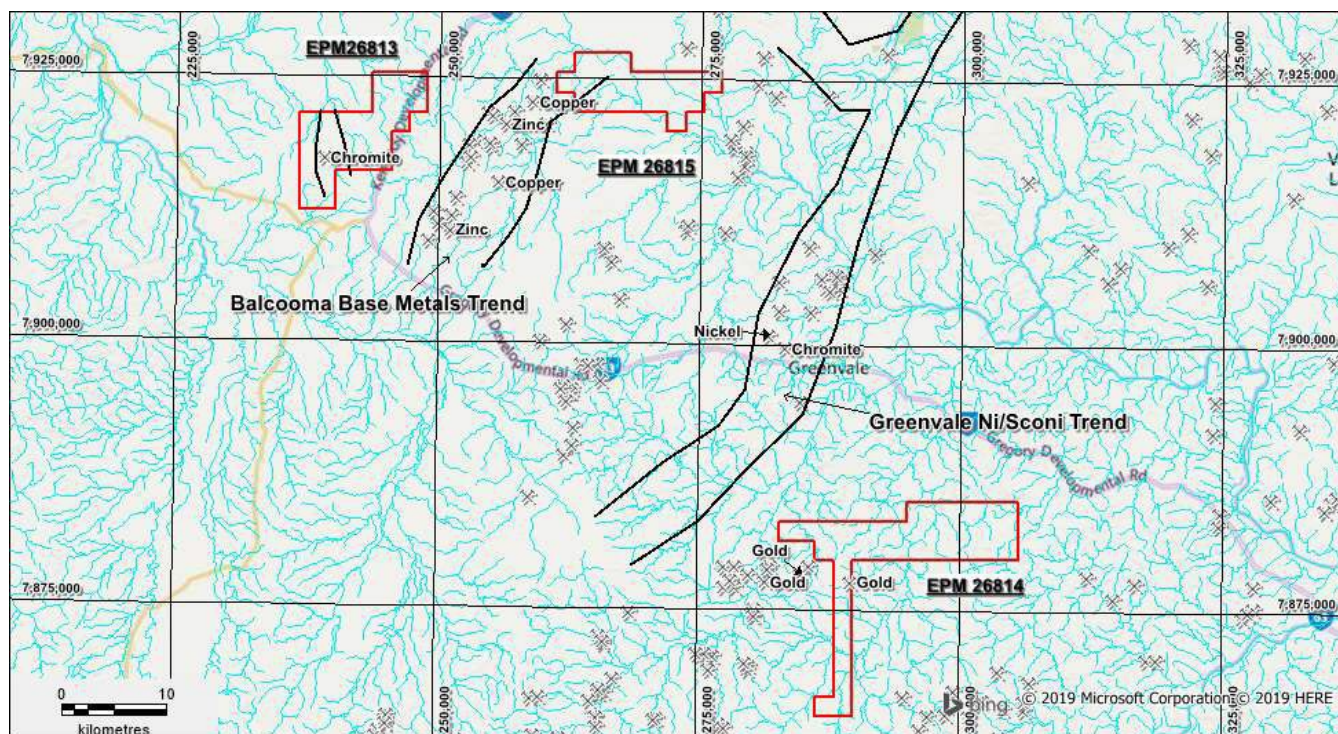 EPM26813
225,000
250,000
275,000
300,000
325,000
7,925,000
7,925,000
Copper
Zinc
Chromite
EPM 26815
Copper
Zinc
Balcooma Base Metals Trend
Gregory Developmental Rd
7,900,000
7,900,000
Nickel
Chromite
Greenvale
Greenvale Ni/Sconi Trend
Gregory Developmental Rd
Gold
Gold
Gold
EPM 26814
7,875,000
7,875,000
0 10
kilometres
250,000
275,000
300,000
325,000
bing
© 2019 Microsoft Corporation © 2019 HERE